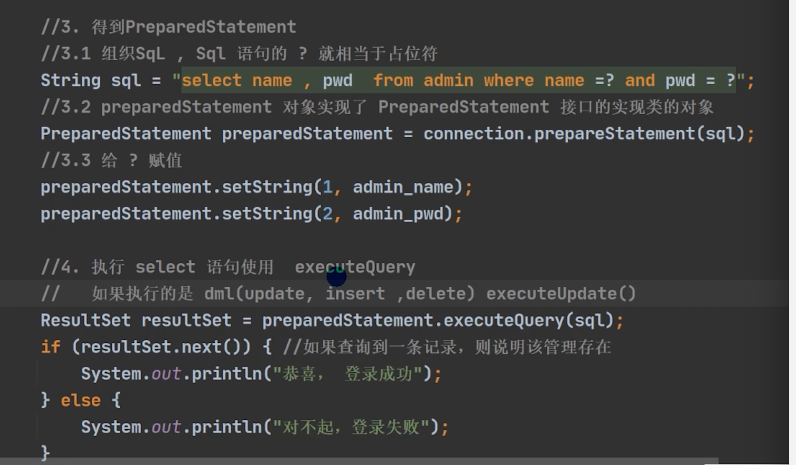 //3. 得到PreparedStatement
//3.1 组织SqL , Sql 语句的 ? 就相当于占位符
String sql = "select name , pwd  from admin where name =? and pwd = ?";
//3.2 preparedStatement 对象实现了 PreparedStatement 接口的实现类的对象
PreparedStatement preparedStatement = connection.prepareStatement(sql);
//3.3 给 ? 赋值
preparedStatement.setString(1, admin_name);
preparedStatement.setString(2, admin_pwd);
//4. 执行 select 语句使用  executeQuery
//   如果执行的是 dml(update, insert ,delete) executeUpdate()
ResultSet resultSet = preparedStatement.executeQuery(sql);
if (resultSet.next()) { //如果查询到一条记录，则说明该管理存在
    System.out.println("恭喜， 登录成功");
} else {
    System.out.println("对不起，登录失败");
}